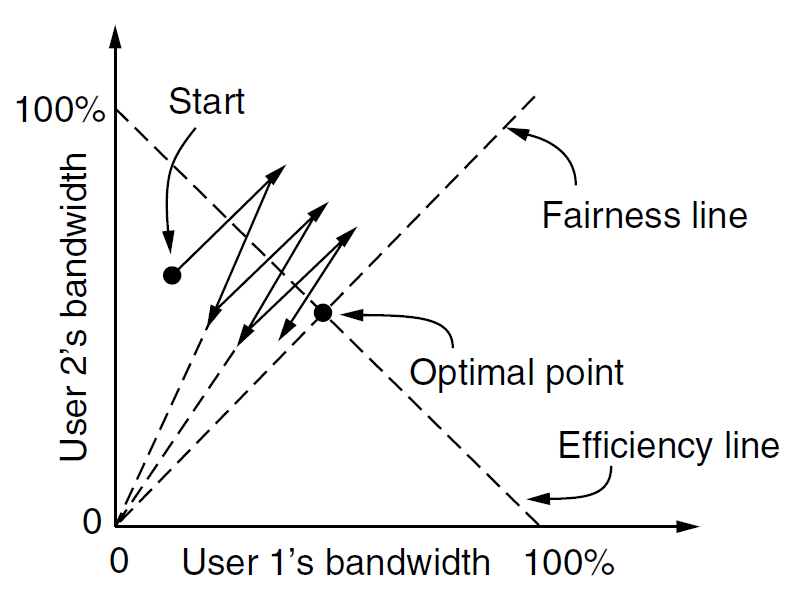 100%
Start
Fairness line
User 2's bandwidth
Optimal point
Efficiency line
0
0
User 1's bandwidth
100%